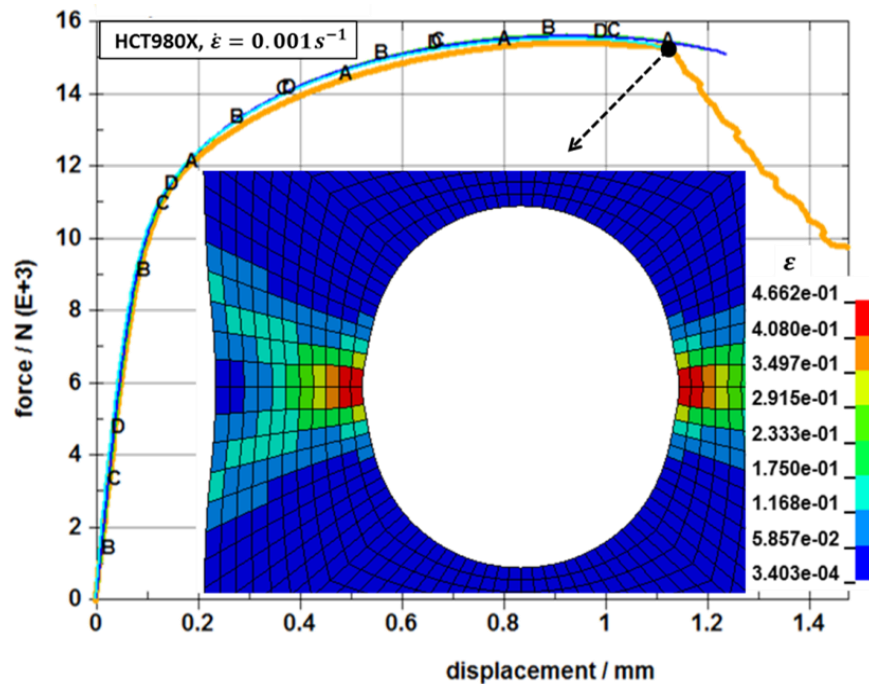 16
14
12
10
8
6
4
2
0
force / N (E+3)
HCT980X, ε̇ = 0.001s⁻¹
A
B
C
D
A
B
C
D
A
B
C
D
A
B
C
D
A
B
C
D
ε
4.662e-01
4.080e-01
3.497e-01
2.915e-01
2.333e-01
1.750e-01
1.168e-01
5.857e-02
3.403e-04
0
0.2
0.4
0.6
0.8
1
1.2
displacement / mm